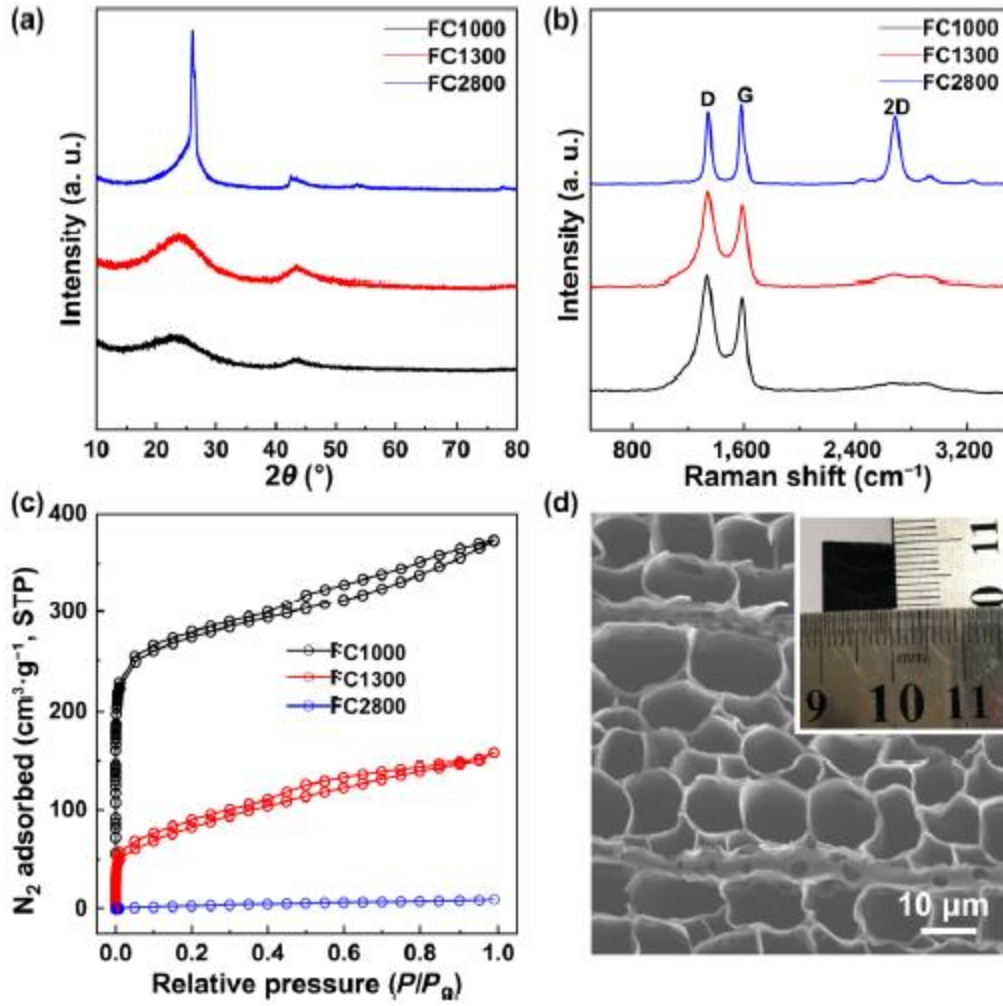 (a)
FC1000
FC1300
FC2800
Intensity (a. u.)
10 20 30 40 50 60 70 80
2θ (°)
(b)
FC1000
FC1300
FC2800
D G 2D
Intensity (a. u.)
800 1,600 2,400 3,200
Raman shift (cm⁻¹)
(c)
400
300
200
100
0
FC1000
FC1300
FC2800
N₂ adsorbed (cm³·g⁻¹, STP)
0.0 0.2 0.4 0.6 0.8 1.0
Relative pressure (P/P₀)
(d)
11
0
mm
9 10 11
10 μm